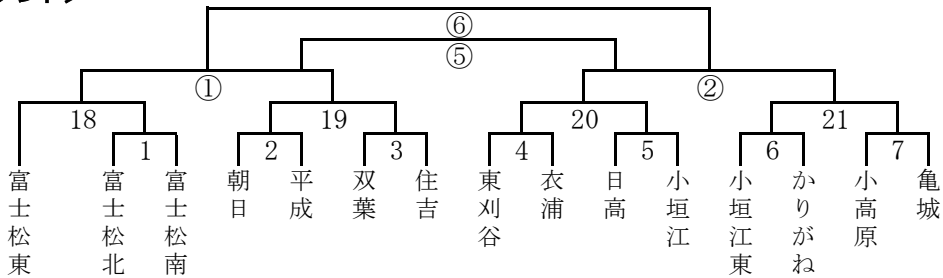 ⑥
⑤
① ②
18 19 20 21
1 2 3 4 5 6 7
富士松東
富士松北
富士松南
朝日
平成
双葉
住吉
東刈谷
衣浦
日高
小垣江
小垣江東
かりがね
小高原
亀城